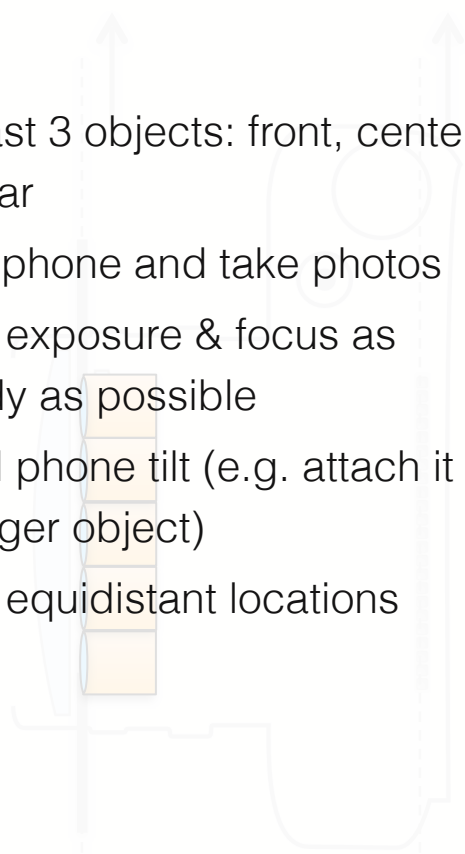 ast 3 objects: front, cente
ar
phone and take photos
exposure & focus as
ly as possible
l phone tilt (e.g. attach it
ger object)
equidistant locations